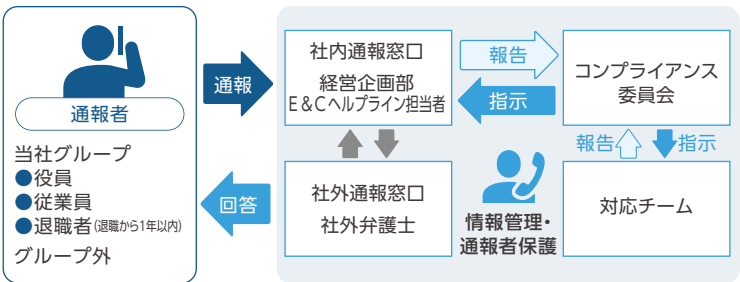 通報者
当社グループ
●役員
●従業員
●退職者(退職から1年以内)
グループ外
通報
回答
社内通報窓口
経営企画部
E&Cヘルプライン担当者
社外通報窓口
社外弁護士
報告
指示
コンプライアンス
委員会
報告
指示
対応チーム
情報管理・
通報者保護